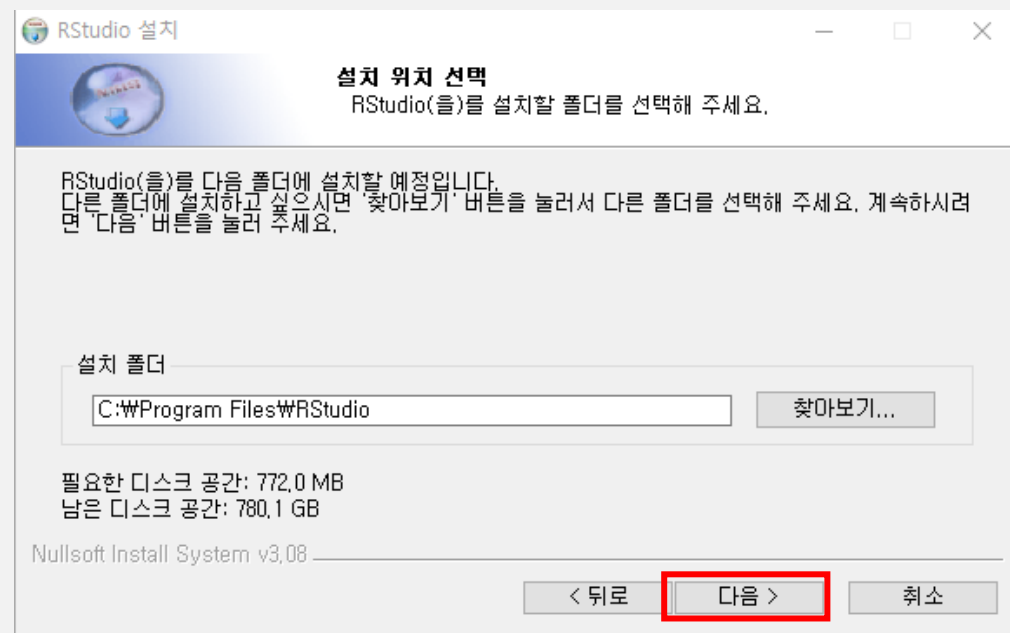 RStudio 설치
설치 위치 선택
RStudio(을)를 설치할 폴더를 선택해 주세요.
RStudio(을)를 다음 폴더에 설치할 예정입니다.
다른 폴더에 설치하고 싶으시면 '찾아보기' 버튼을 눌러서 다른 폴더를 선택해 주세요. 계속하시려
면 '다음' 버튼을 눌러 주세요.
설치 폴더
C:₩Program Files₩RStudio
찾아보기...
필요한 디스크 공간: 772.0 MB
남은 디스크 공간: 780.1 GB
Nullsoft Install System v3.08
< 뒤로
다음 >
취소